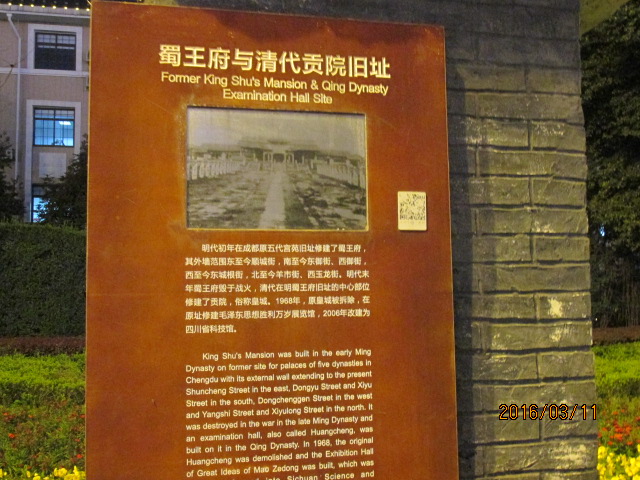 蜀王府与清代贡院旧址
Former King Shu's Mansion & Qing Dynasty
Examination Hall Site
明代初年在成都原五代宫苑旧址修建了蜀王府，
其外墙范围东至今顺城街，南至今东御街、西御街，
西至今东城根街，北至今羊市街、西玉龙街。明代末
年蜀王府毁于战火，清代在明蜀王府旧址的中心部位
修建了贡院，俗称皇城。1968年，原皇城被拆除，在
原址修建毛泽东思想胜利万岁展览馆，2006年改建为
四川省科技馆。
King Shu's Mansion was built in the early Ming
Dynasty on former site for palaces of five dynasties in
Chengdu with its external wall extending to the present
Shuncheng Street in the east, Dongyu Street and Xiyu
Street in the south, Dongchenggen Street in the west
and Yangshi Street and Xiyulong Street in the north. It
was destroyed in the war in the late Ming Dynasty and
an examination hall, also called Huangcheng, was
built on it in the Qing Dynasty. In 1968, the original
Huangcheng was demolished and the Exhibition Hall
of Great Ideas of Mao Zedong was built, which was
into Sichuan Science and
2016/03/11